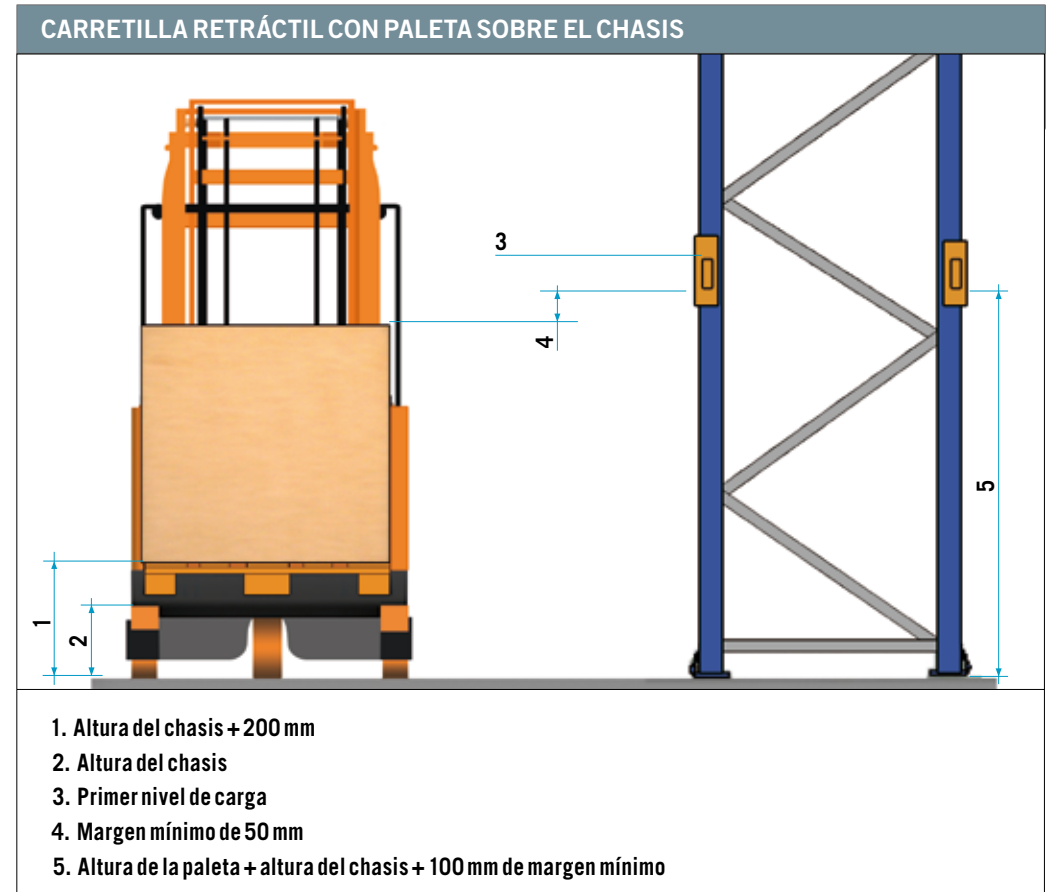 CARRETILLA RETRÁCTIL CON PALETA SOBRE EL CHASIS
3
4
5
1
2
1. Altura del chasis + 200 mm
2. Altura del chasis
3. Primer nivel de carga
4. Margen mínimo de 50 mm
5. Altura de la paleta + altura del chasis + 100 mm de margen mínimo